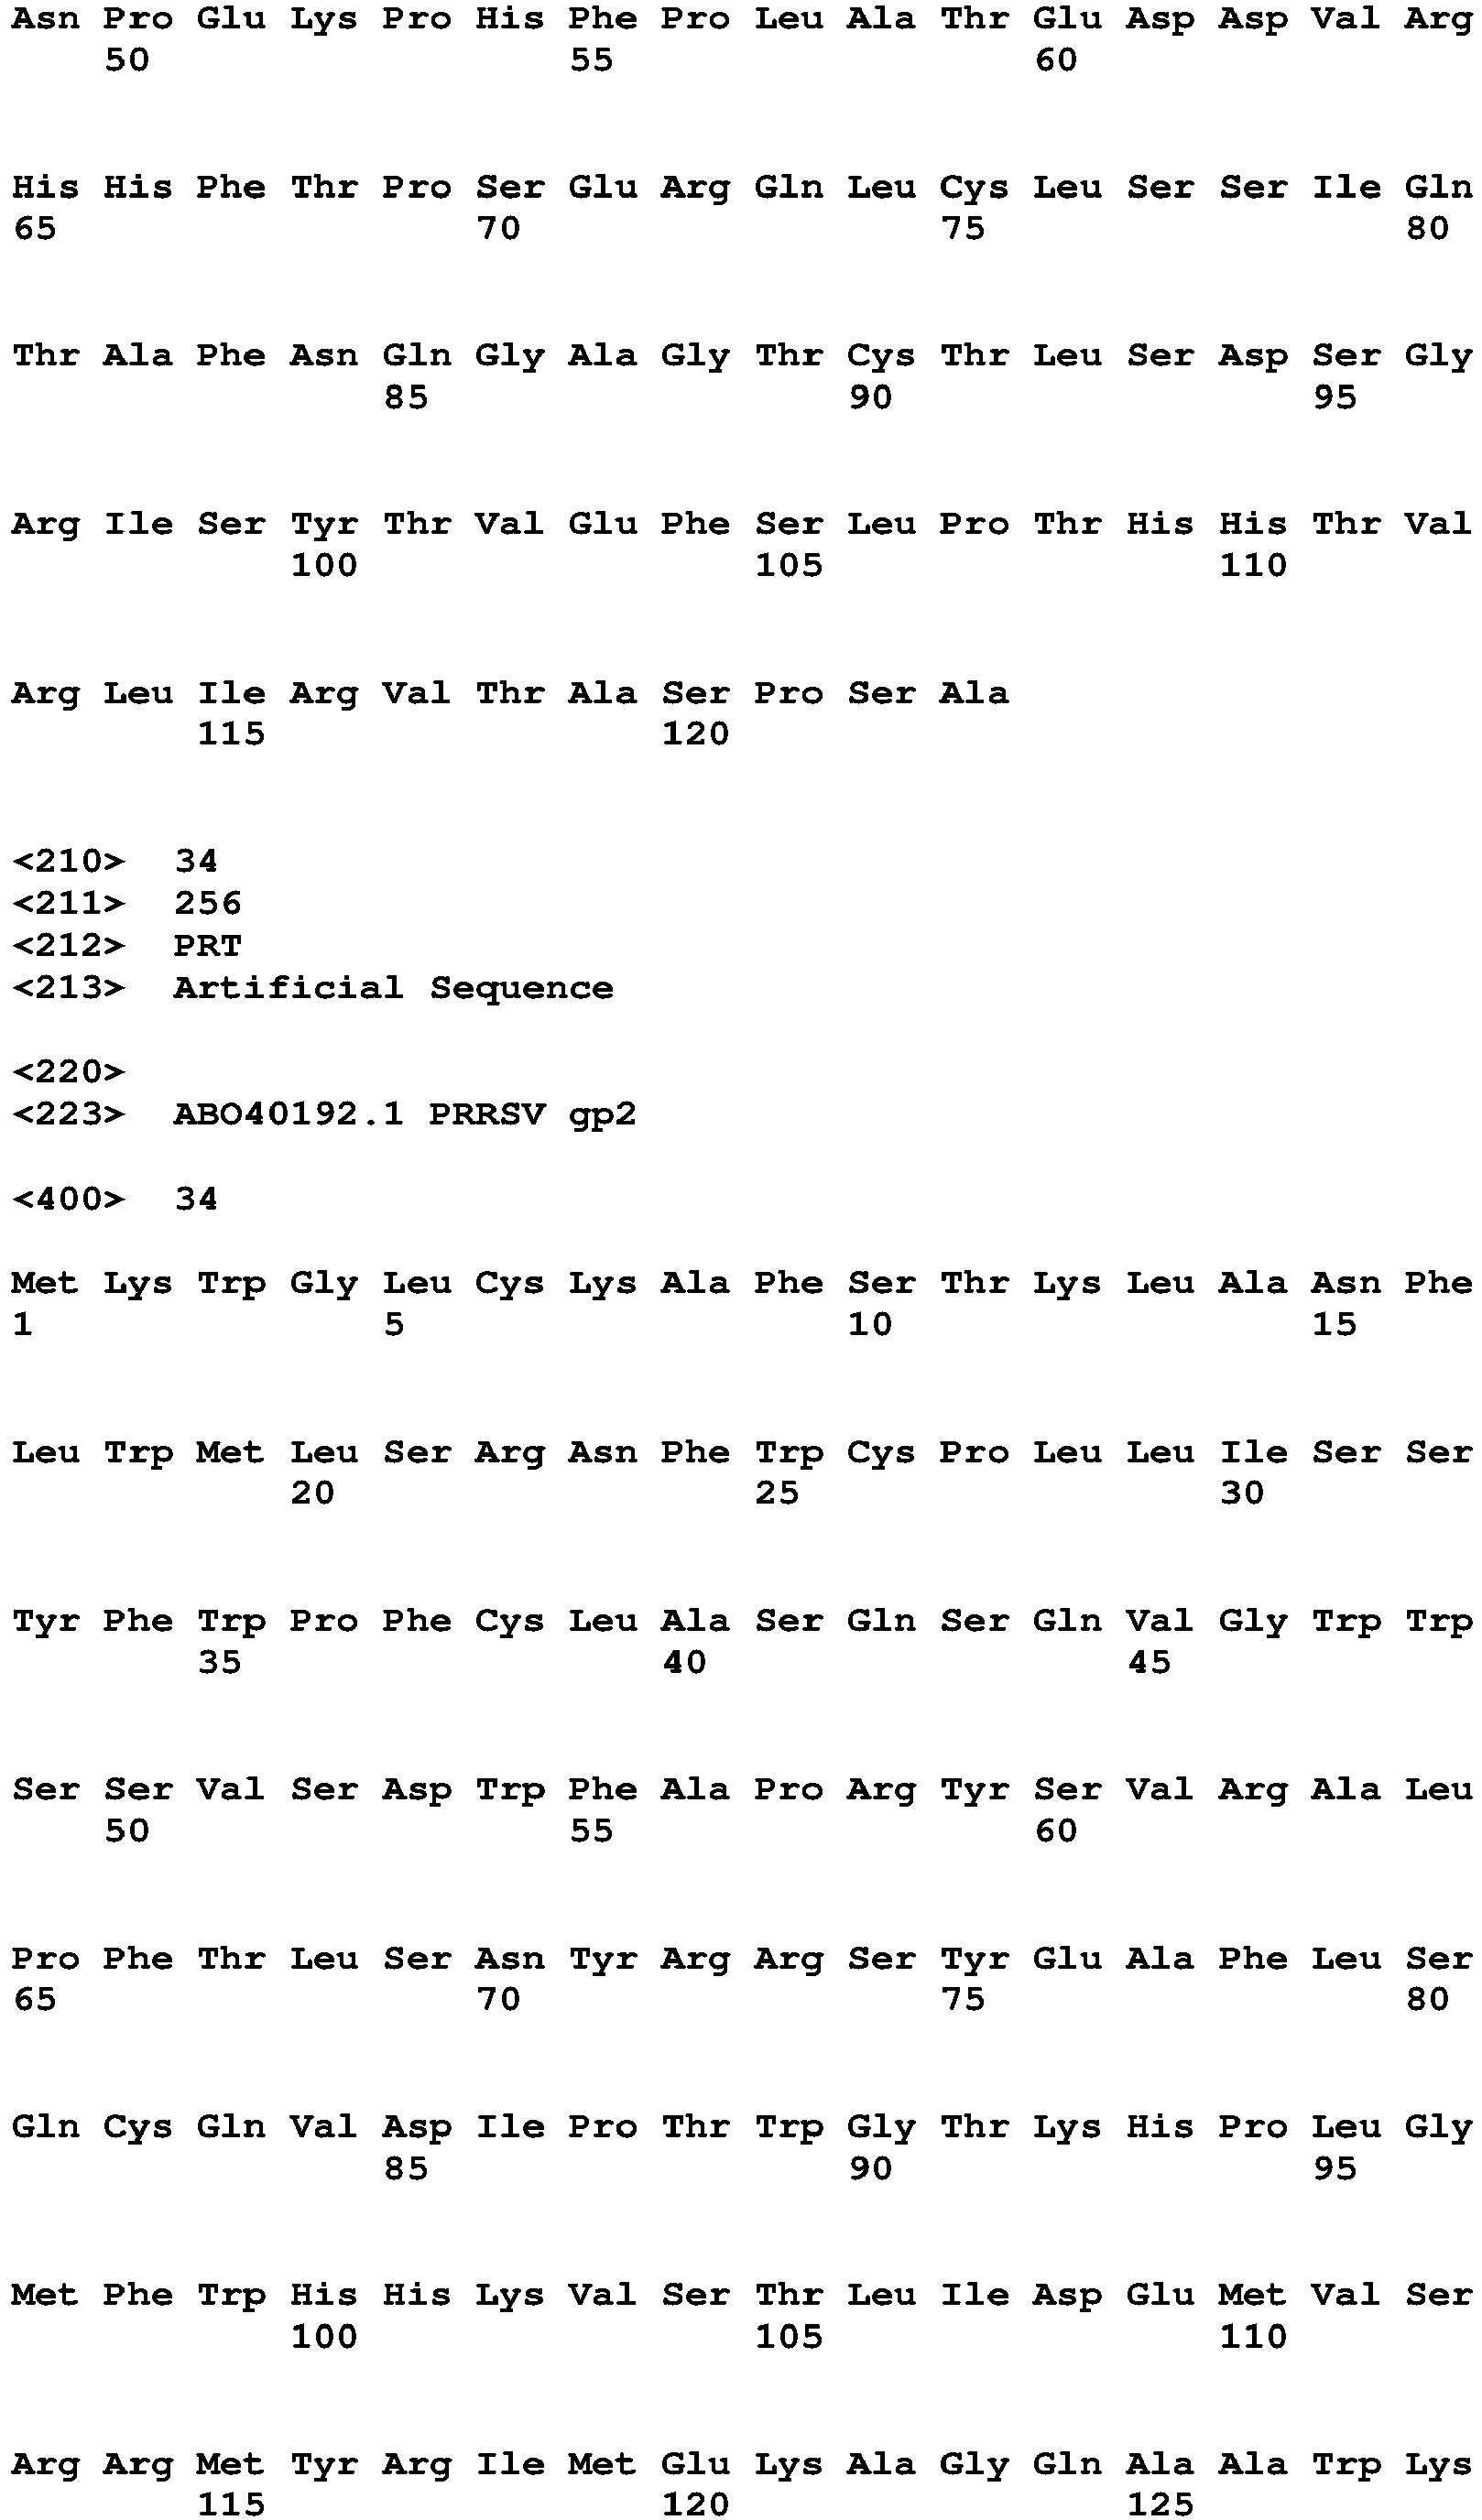 Asn Pro Glu Lys Pro His Phe Pro Leu Ala Thr Glu Asp Asp Val Arg
50 55 60
His His Phe Thr Pro Ser Glu Arg Gln Leu Cys Leu Ser Ser Ile Gln
65 70 75 80
Thr Ala Phe Asn Gln Gly Ala Gly Thr Cys Thr Leu Ser Asp Ser Gly
85 90 95
Arg Ile Ser Tyr Thr Val Glu Phe Ser Leu Pro Thr His His Thr Val
100 105 110
Arg Leu Ile Arg Val Thr Ala Ser Pro Ser Ala
115 120
<210> 34
<211> 256
<212> PRT
<213> Artificial Sequence
<220>
<223> ABO40192.1 PRRSV gp2
<400> 34
Met Lys Trp Gly Leu Cys Lys Ala Phe Ser Thr Lys Leu Ala Asn Phe
1 5 10 15
Leu Trp Met Leu Ser Arg Asn Phe Trp Cys Pro Leu Leu Ile Ser Ser
20 25 30
Tyr Phe Trp Pro Phe Cys Leu Ala Ser Gln Ser Gln Val Gly Trp Trp
35 40 45
Ser Ser Val Ser Asp Trp Phe Ala Pro Arg Tyr Ser Val Arg Ala Leu
50 55 60
Pro Phe Thr Leu Ser Asn Tyr Arg Arg Ser Tyr Glu Ala Phe Leu Ser
65 70 75 80
Gln Cys Gln Val Asp Ile Pro Thr Trp Gly Thr Lys His Pro Leu Gly
85 90 95
Met Phe Trp His His Lys Val Ser Thr Leu Ile Asp Glu Met Val Ser
100 105 110
Arg Arg Met Tyr Arg Ile Met Glu Lys Ala Gly Gln Ala Ala Trp Lys
115 120 125